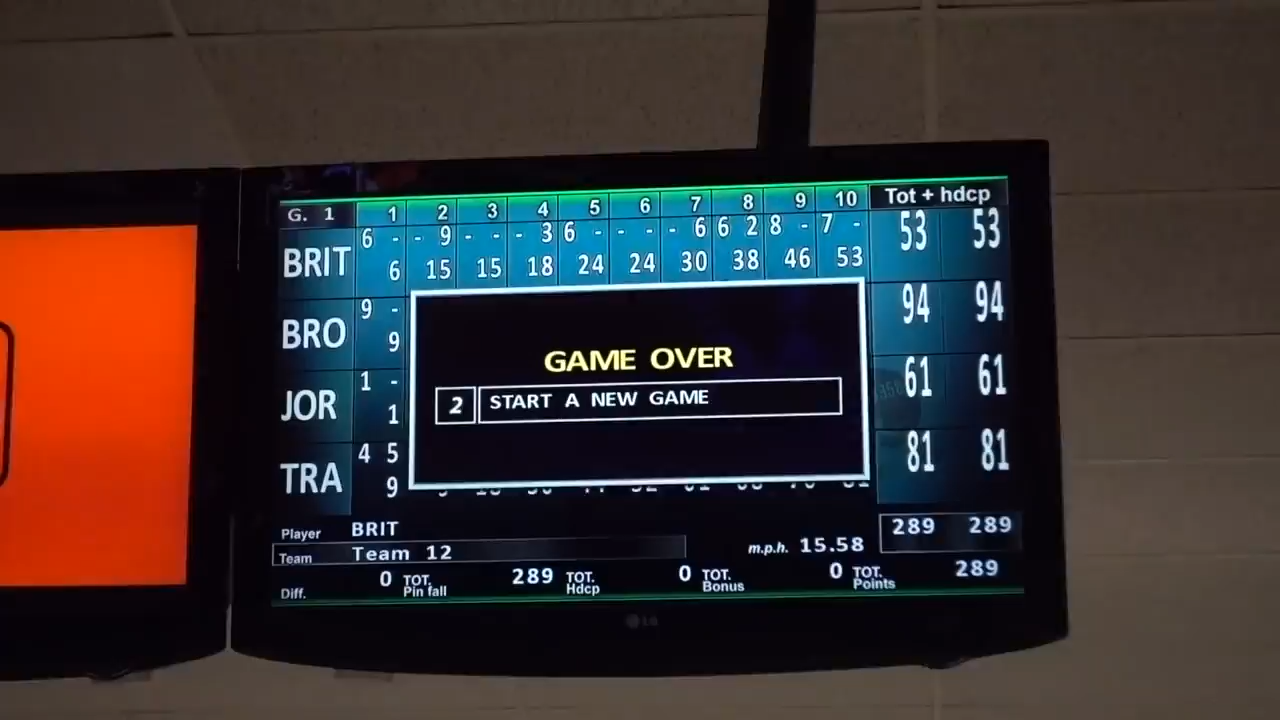 G. 1 1 2 3 4 5 6 7 8 9 10 Tot + hdcp
6 - - 9 - - - 3 6 - - - - 6 6 2 8 - 7 -
BRIT 6 15 15 18 24 24 30 38 46 53 53 53
9 -
BRO 9 94 94
GAME OVER
1 -
JOR 1 61 61
2 START A NEW GAME
4 5
TRA 9 81 81
Player BRIT 289 289
Team Team 12 m.p.h. 15.58
Diff. 0 TOT. Pin fall 289 TOT. Hdcp 0 TOT. Bonus 0 TOT. Points 289
LG